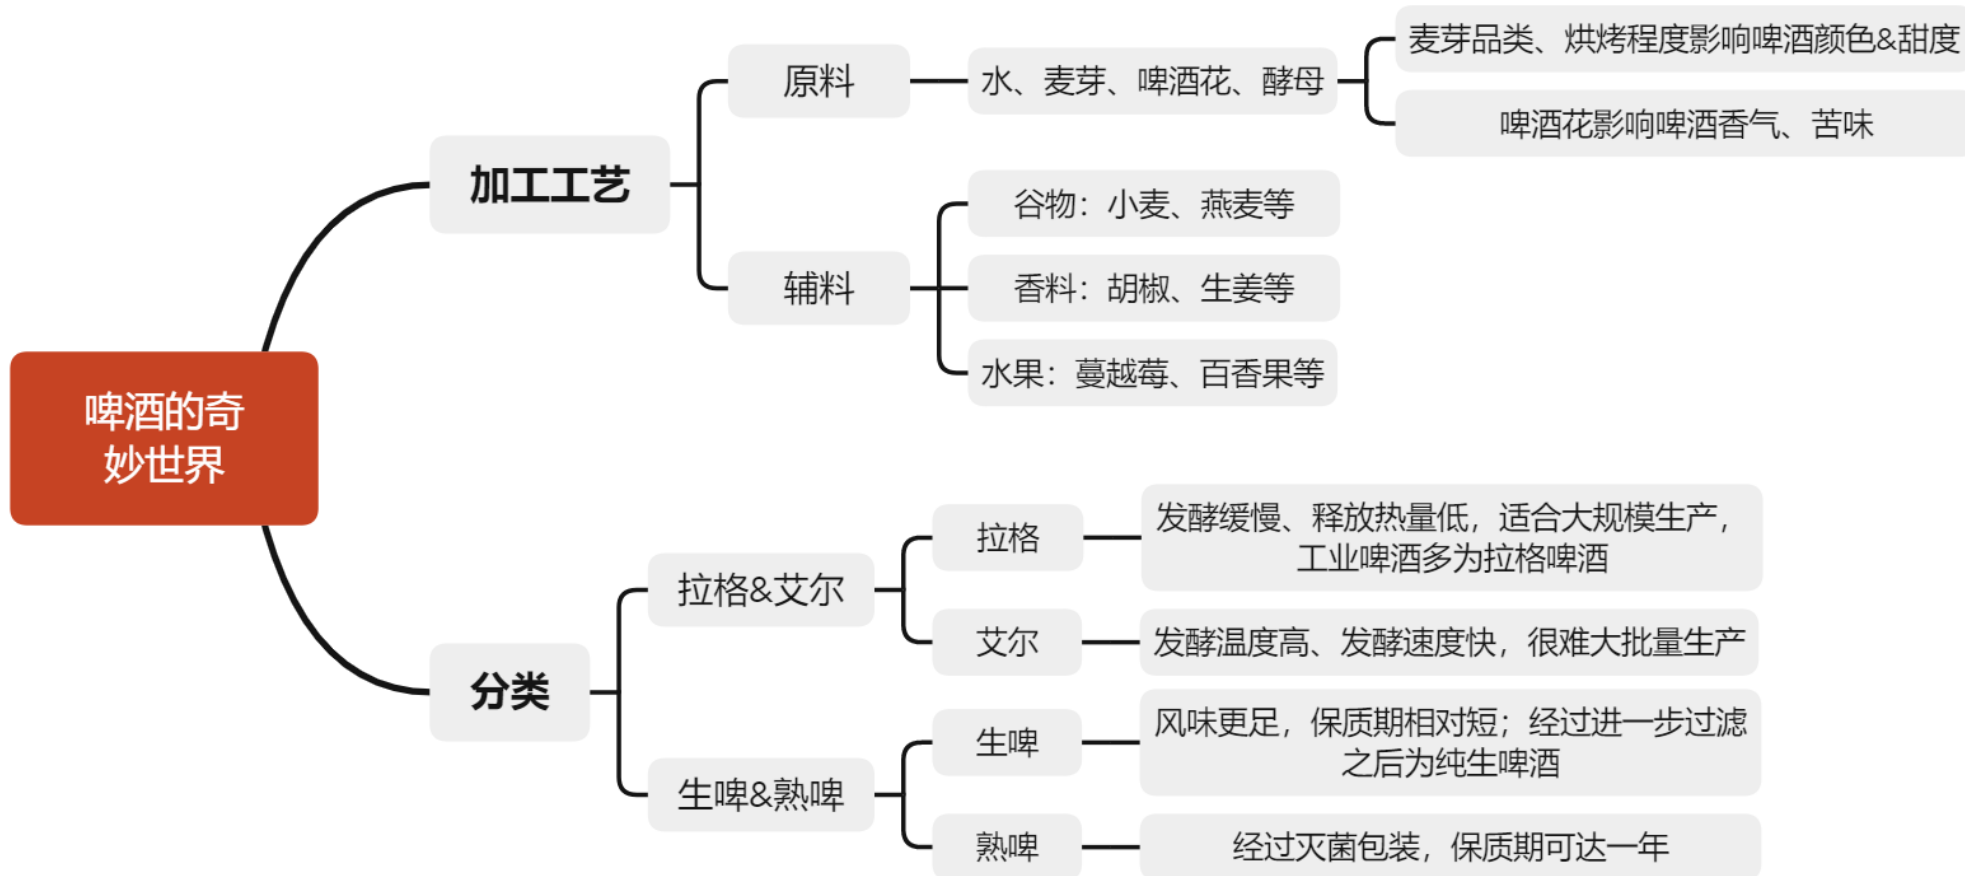 啤酒的奇
妙世界
加工工艺
原料
水、麦芽、啤酒花、酵母
麦芽品类、烘烤程度影响啤酒颜色&甜度
啤酒花影响啤酒香气、苦味
辅料
谷物：小麦、燕麦等
香料：胡椒、生姜等
水果：蔓越莓、百香果等
分类
拉格&艾尔
拉格
发酵缓慢、释放热量低，适合大规模生产，
工业啤酒多为拉格啤酒
艾尔
发酵温度高、发酵速度快，很难大批量生产
生啤&熟啤
生啤
风味更足，保质期相对短；经过进一步过滤
之后为纯生啤酒
熟啤
经过灭菌包装，保质期可达一年